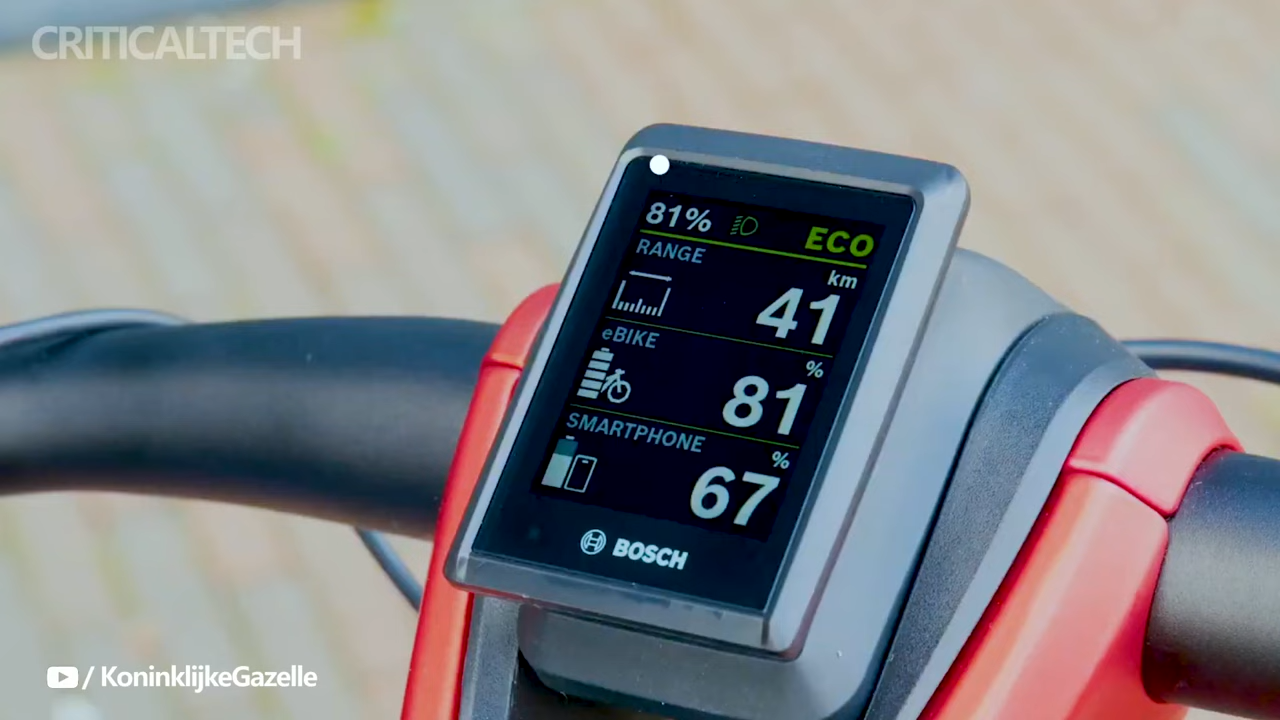 CRITICALTECH
81% ECO
RANGE
km
41
eBIKE
%
81
SMARTPHONE
%
67
BOSCH
/ KoninklijkeGazelle